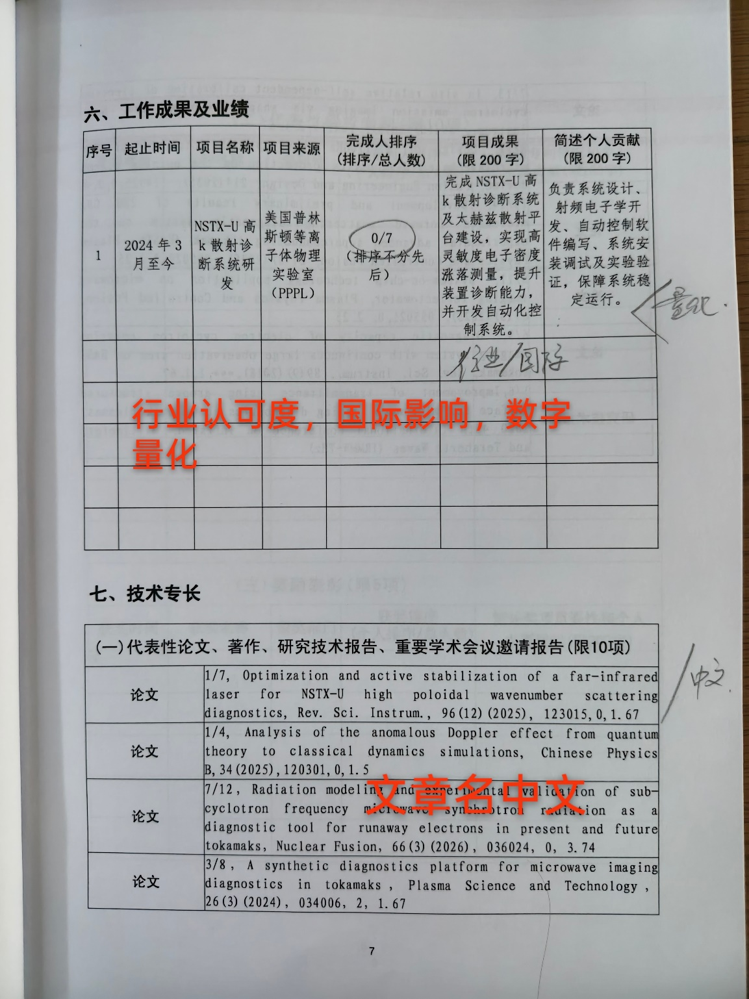 六、工作成果及业绩
序号 起止时间 项目名称 项目来源 完成人排序 (排序/总人数) 项目成果 (限 200 字) 简述个人贡献 (限 200 字)
1
2024 年 3
月至今
NSTX-U 高
k 散射诊
断系统研
发
美国普林
斯顿等离
子体物理
实验室
(PPPL)
0/7
(排序不分先
后)
完成 NSTX-U 高
k 散射诊断系统
及太赫兹散射平
台建设，实现高
灵敏度电子密度
涨落测量，提升
装置诊断能力，
并开发自动化控
制系统。
负责系统设计、
射频电子学开
发、自动控制软
件编写、系统安
装调试及实验验
证，保障系统稳
定运行。
量化.
行业/国际
行业认可度，国际影响，数字
量化
七、技术专长
(一)代表性论文、著作、研究技术报告、重要学术会议邀请报告(限10项)
论文
1/7, Optimization and active stabilization of a far-infrared
laser for NSTX-U high poloidal wavenumber scattering
diagnostics, Rev. Sci. Instrum., 96(12)(2025), 123015,0,1.67
中文.
论文
1/4, Analysis of the anomalous Doppler effect from quantum
theory to classical dynamics simulations, Chinese Physics
B,34(2025),120301,0,1.5
文章名中文
论文
7/12, Radiation modeling and experimental validation of sub-
cyclotron frequency microwave synchrotron radiation as a
diagnostic tool for runaway electrons in present and future
tokamaks, Nuclear Fusion, 66(3)(2026), 036024, 0, 3.74
论文
3/8, A synthetic diagnostics platform for microwave imaging
diagnostics in tokamaks, Plasma Science and Technology,
26(3)(2024), 034006, 2, 1.67
7